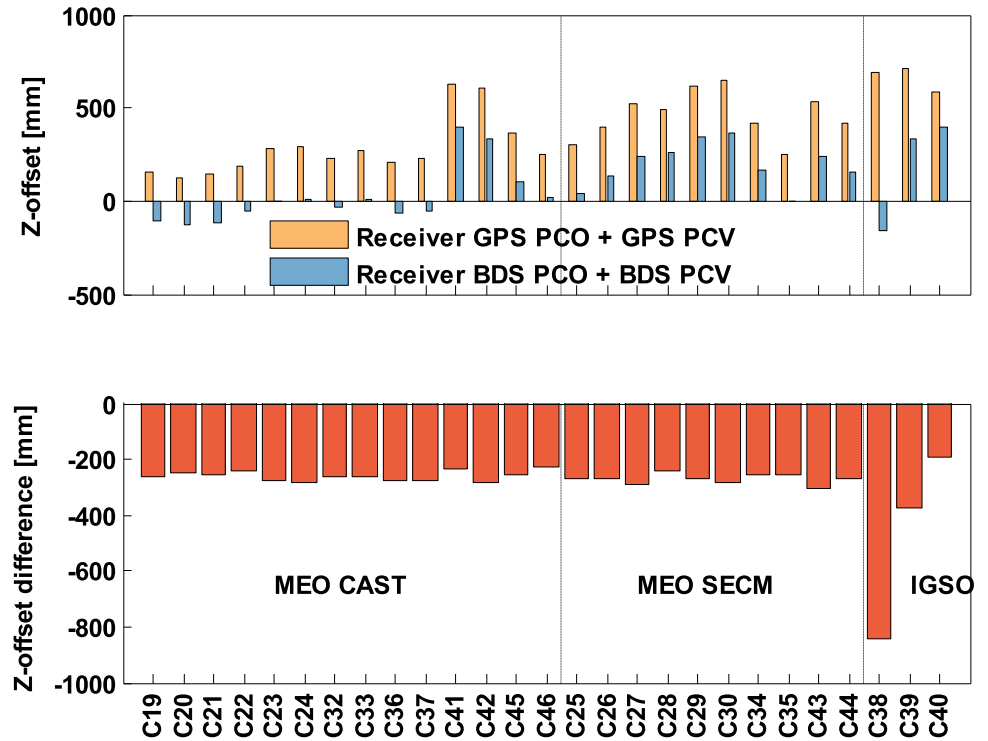 1000
500
0
-500
Z-offset [mm]
Receiver GPS PCO + GPS PCV
Receiver BDS PCO + BDS PCV
0
-200
-400
-600
-800
-1000
Z-offset difference [mm]
MEO CAST
MEO SECM
IGSO
C19
C20
C21
C22
C23
C24
C32
C33
C36
C37
C41
C42
C45
C46
C25
C26
C27
C28
C29
C30
C34
C35
C43
C44
C38
C39
C40